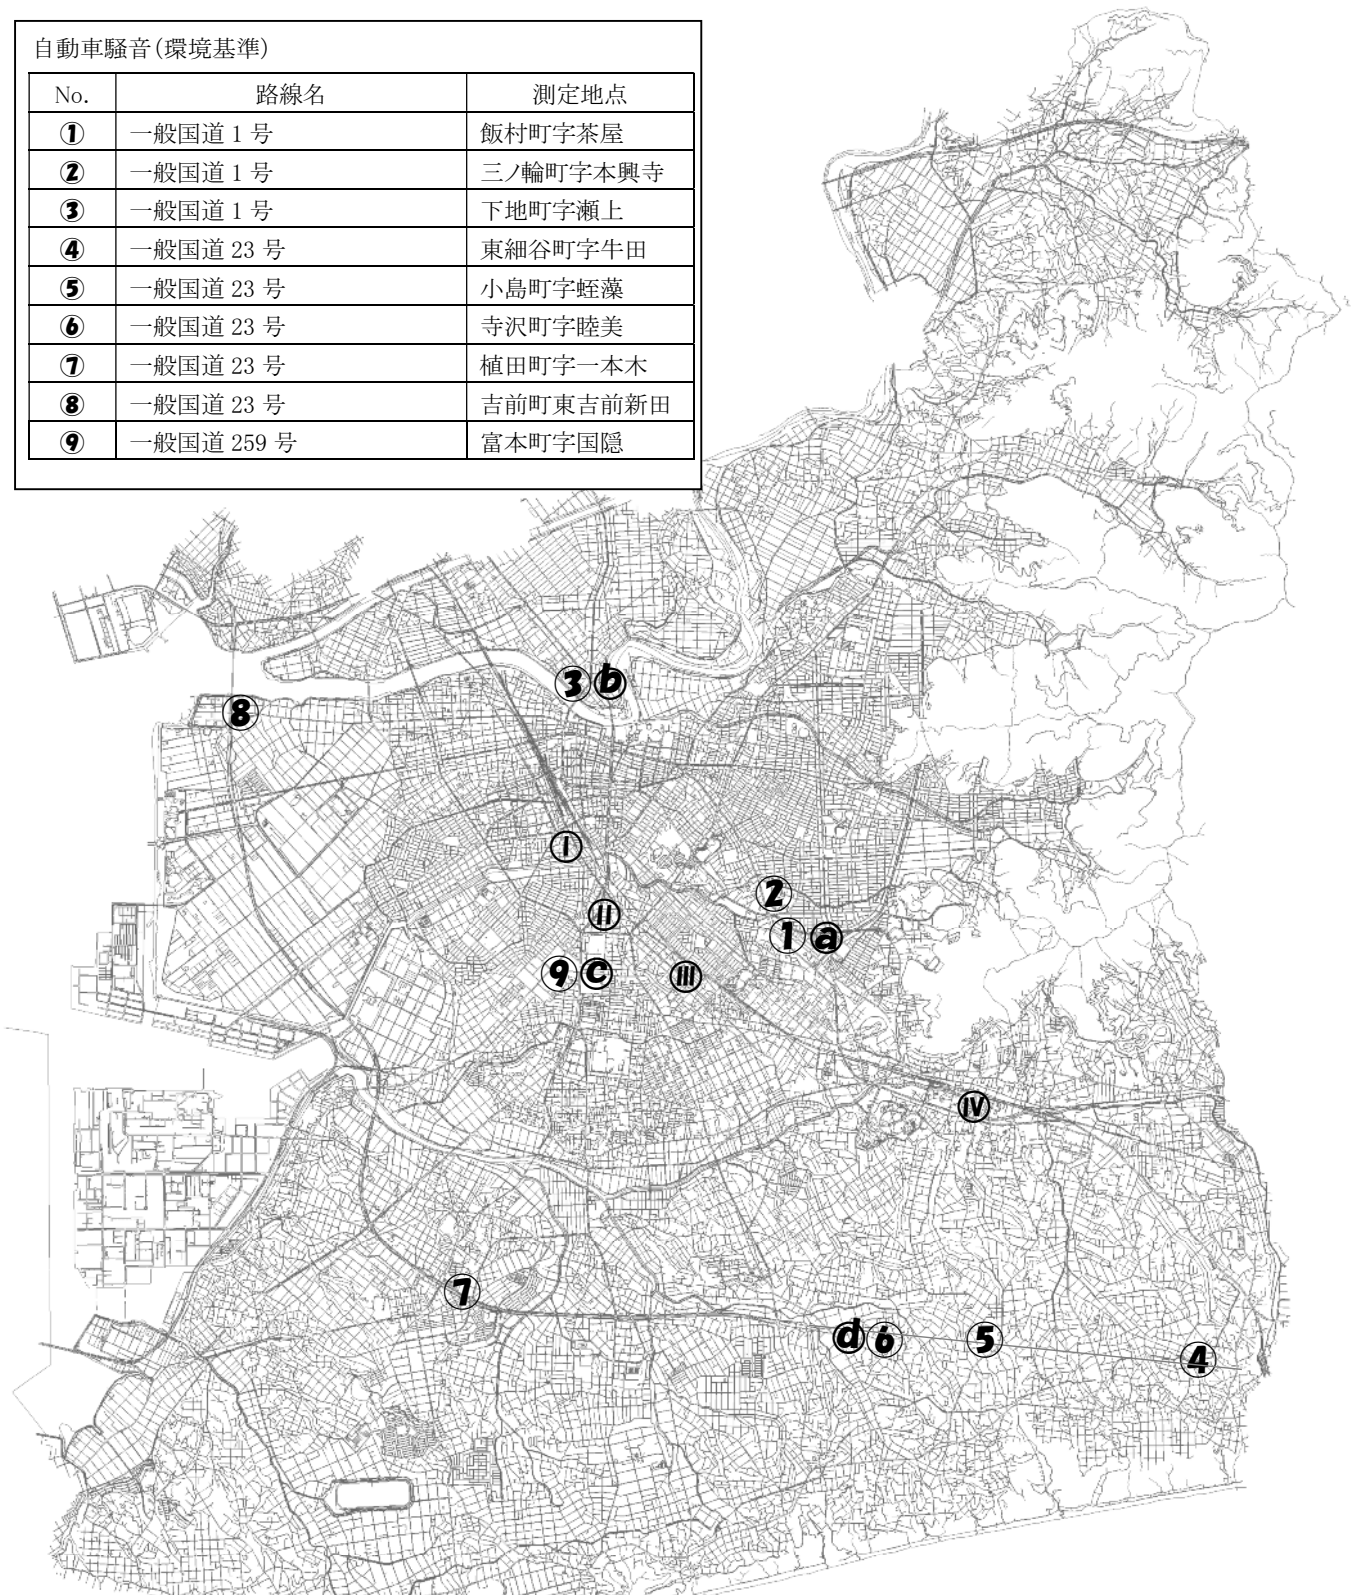 自動車騒音(環境基準)
No. 路線名 測定地点
① 一般国道 1 号 飯村町字茶屋
② 一般国道 1 号 三ノ輪町字本興寺
③ 一般国道 1 号 下地町字瀬上
④ 一般国道 23 号 東細谷町字牛田
⑤ 一般国道 23 号 小島町字蛭藻
⑥ 一般国道 23 号 寺沢町字睦美
⑦ 一般国道 23 号 植田町字一本木
⑧ 一般国道 23 号 吉前町東吉前新田
⑨ 一般国道 259 号 富本町字国隠
③ ⓑ
⑧
Ⅰ
②
Ⅱ
① ⓐ
⑨ ⓒ Ⅲ
Ⅳ
⑦
ⓓ ⑥ ⑤
④